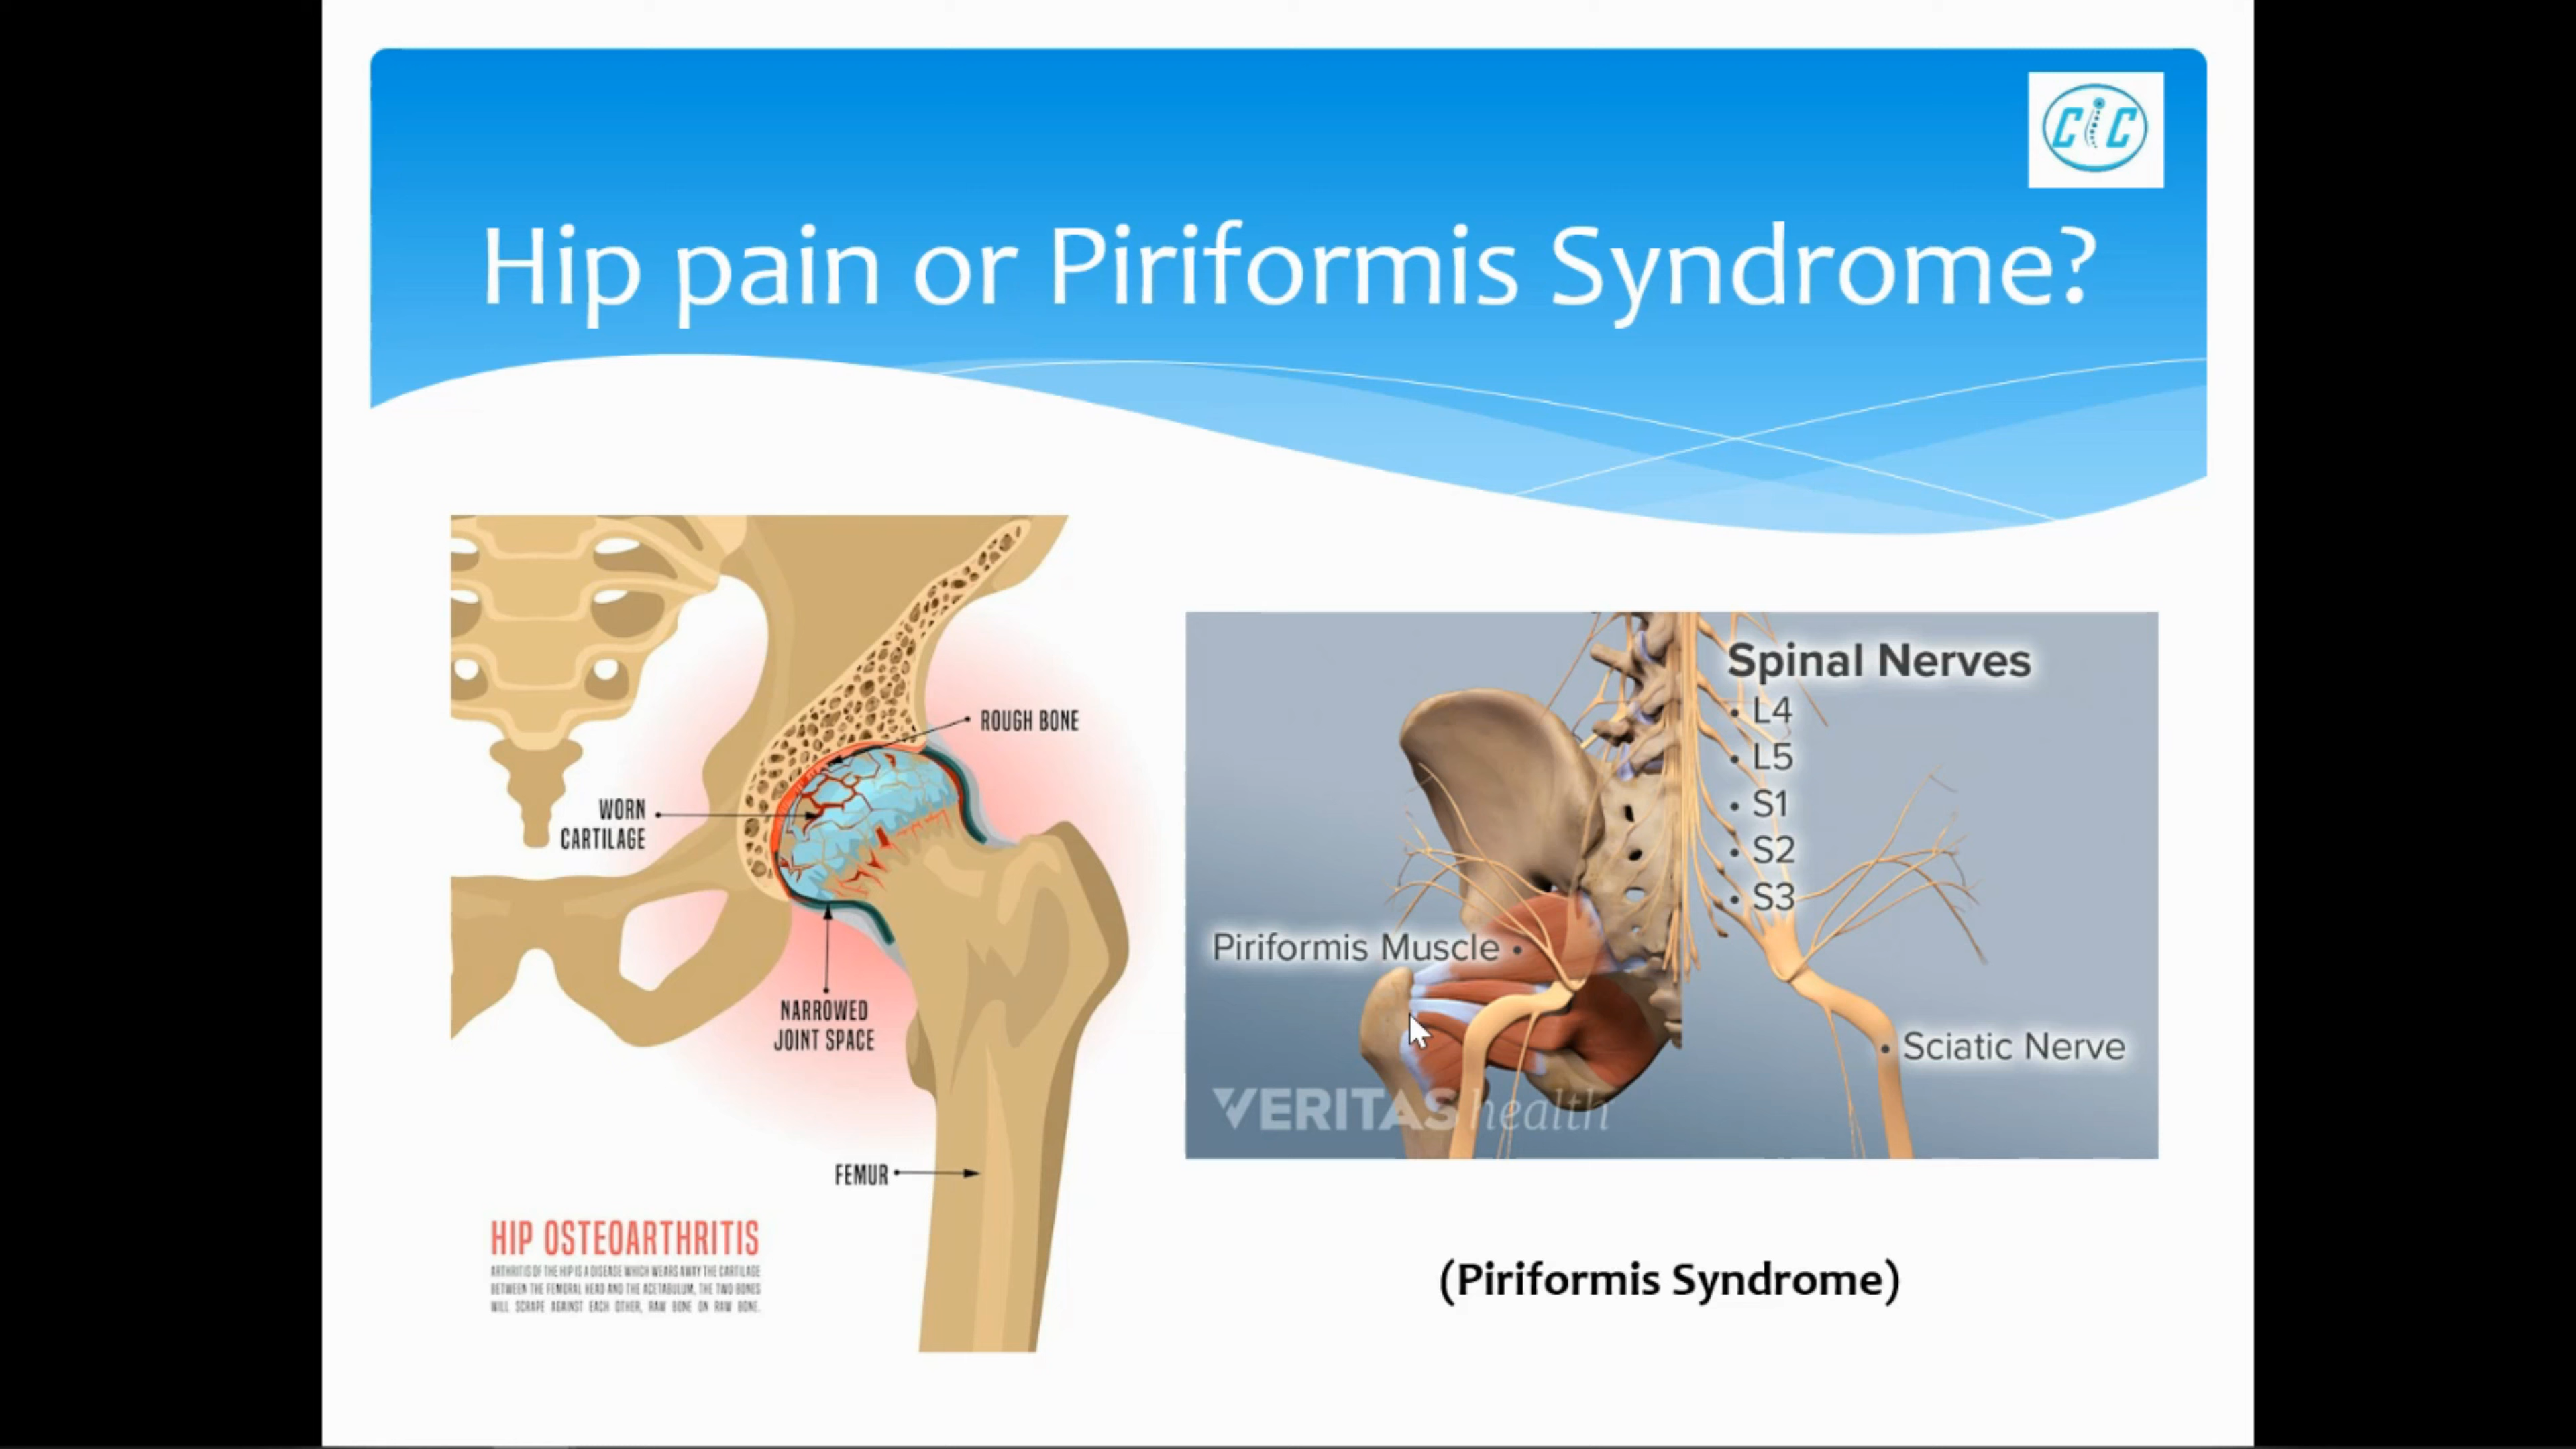 CiC
Hip pain or Piriformis Syndrome?
ROUGH BONE
WORN
CARTILAGE
NARROWED
JOINT SPACE
FEMUR
HIP OSTEOARTHRITIS
ARTHRITIS OF THE HIP IS A DISEASE WHICH WEARS AWAY THE CARTILAGE
BETWEEN THE FEMORAL HEAD AND THE ACETABULUM, THE TWO BONES
WILL SCRAPE AGAINST EACH OTHER, RAW BONE ON RAW BONE.
Spinal Nerves
• L4
• L5
• S1
• S2
• S3
Piriformis Muscle •
• Sciatic Nerve
VERITAS health
(Piriformis Syndrome)